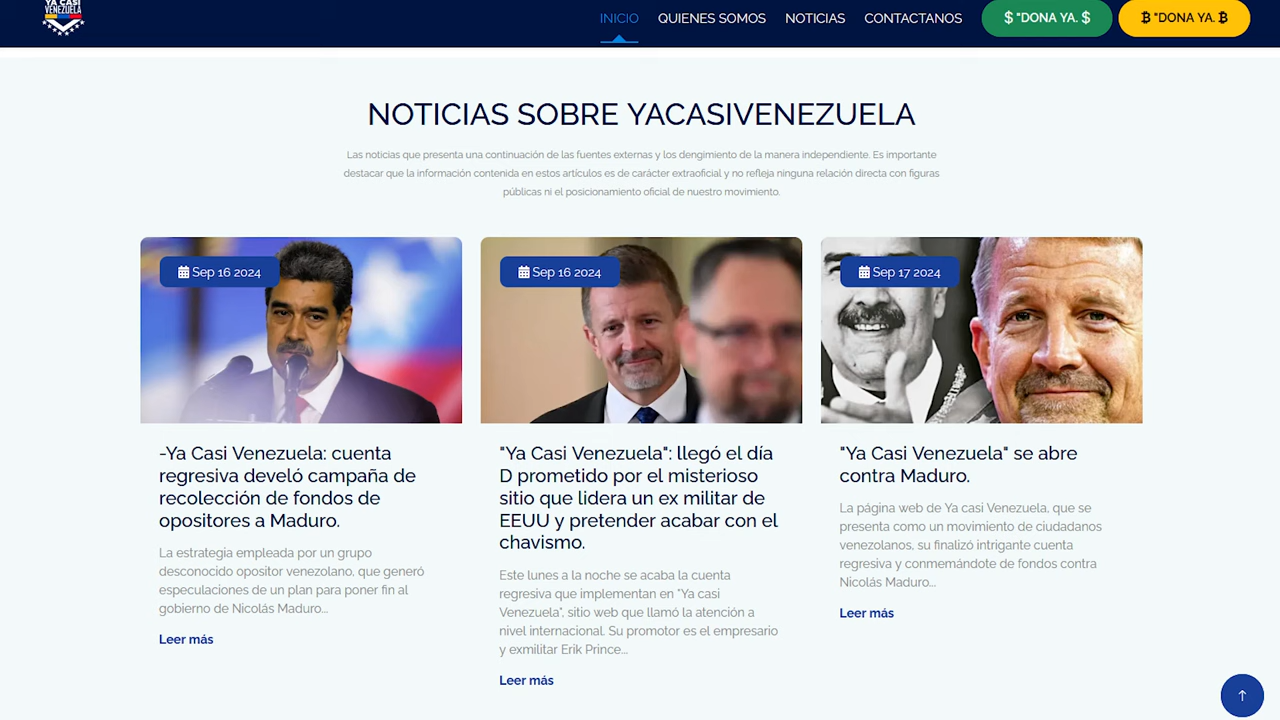 YA CASI
VENEZUELA
INICIO
QUIENES SOMOS
NOTICIAS
CONTACTANOS
$ "DONA YA. $
₿ "DONA YA. ₿
NOTICIAS SOBRE YACASIVENEZUELA
Las noticias que presenta una continuación de las fuentes externas y los dengimiento de la manera independiente. Es importante
destacar que la información contenida en estos artículos es de carácter extraoficial y no refleja ninguna relación directa con figuras
públicas ni el posicionamiento oficial de nuestro movimiento.
Sep 16 2024
-Ya Casi Venezuela: cuenta
regresiva develó campaña de
recolección de fondos de
opositores a Maduro.
La estrategia empleada por un grupo
desconocido opositor venezolano, que generó
especulaciones de un plan para poner fin al
gobierno de Nicolás Maduro...
Leer más
Sep 16 2024
"Ya Casi Venezuela": llegó el día
D prometido por el misterioso
sitio que lidera un ex militar de
EEUU y pretender acabar con el
chavismo.
Este lunes a la noche se acaba la cuenta
regresiva que implementan en "Ya casi
Venezuela", sitio web que llamó la atención a
nivel internacional. Su promotor es el empresario
y exmilitar Erik Prince...
Leer más
Sep 17 2024
"Ya Casi Venezuela" se abre
contra Maduro.
La página web de Ya casi Venezuela, que se
presenta como un movimiento de ciudadanos
venezolanos, su finalizó intrigante cuenta
regresiva y conmemándote de fondos contra
Nicolás Maduro...
Leer más